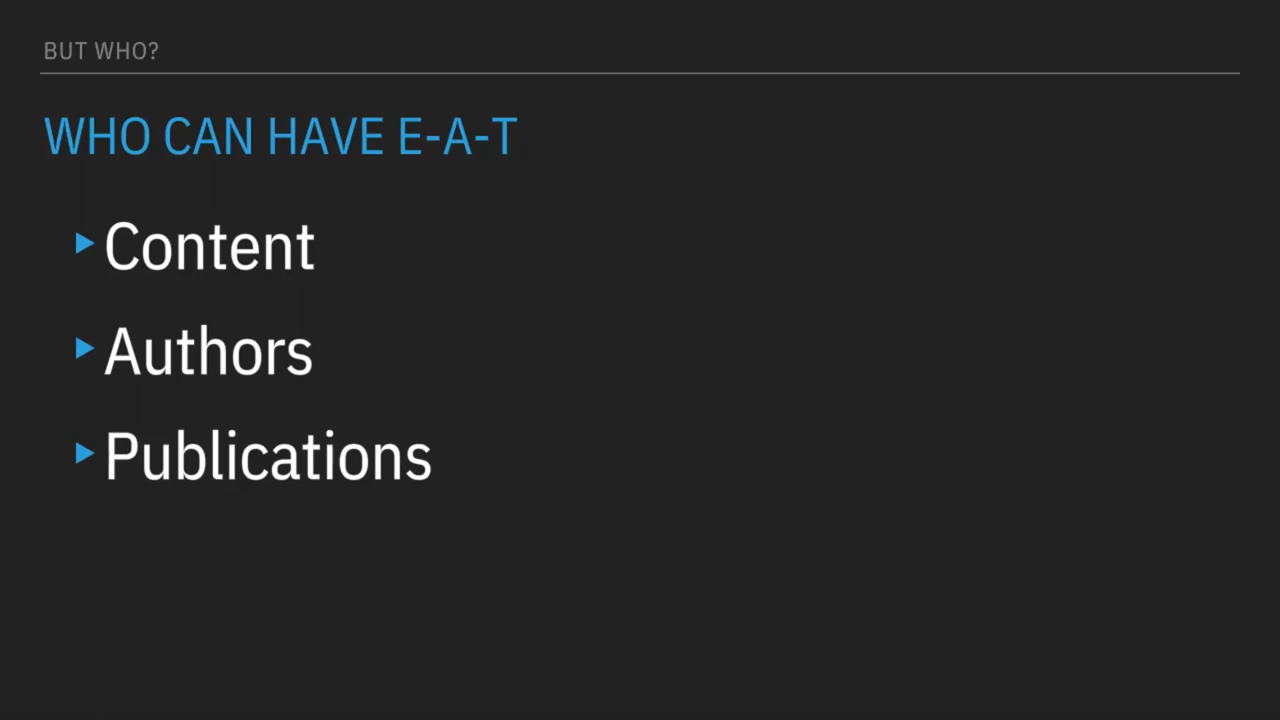 BUT WHO?
WHO CAN HAVE E-A-T
Content
Authors
Publications